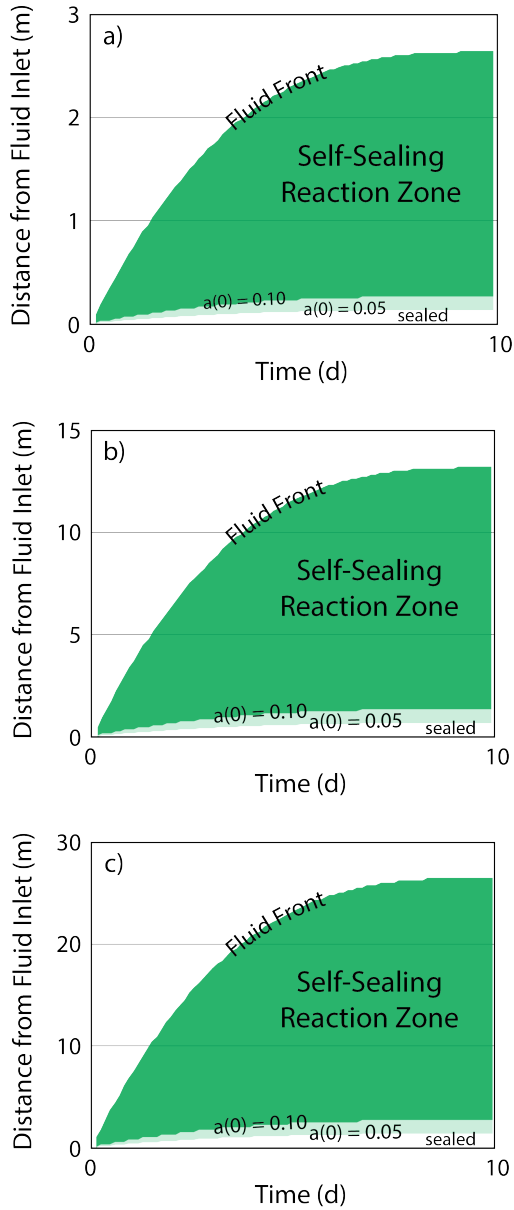 a)
Distance from Fluid Inlet (m)
3
2
1
0
Fluid Front
Self-Sealing
Reaction Zone
a(0) = 0.10
a(0) = 0.05
sealed
0
10
Time (d)
b)
Distance from Fluid Inlet (m)
15
10
5
0
Fluid Front
Self-Sealing
Reaction Zone
a(0) = 0.10
a(0) = 0.05
sealed
0
10
Time (d)
c)
Distance from Fluid Inlet (m)
30
20
10
0
Fluid Front
Self-Sealing
Reaction Zone
a(0) = 0.10
a(0) = 0.05
sealed
0
10
Time (d)